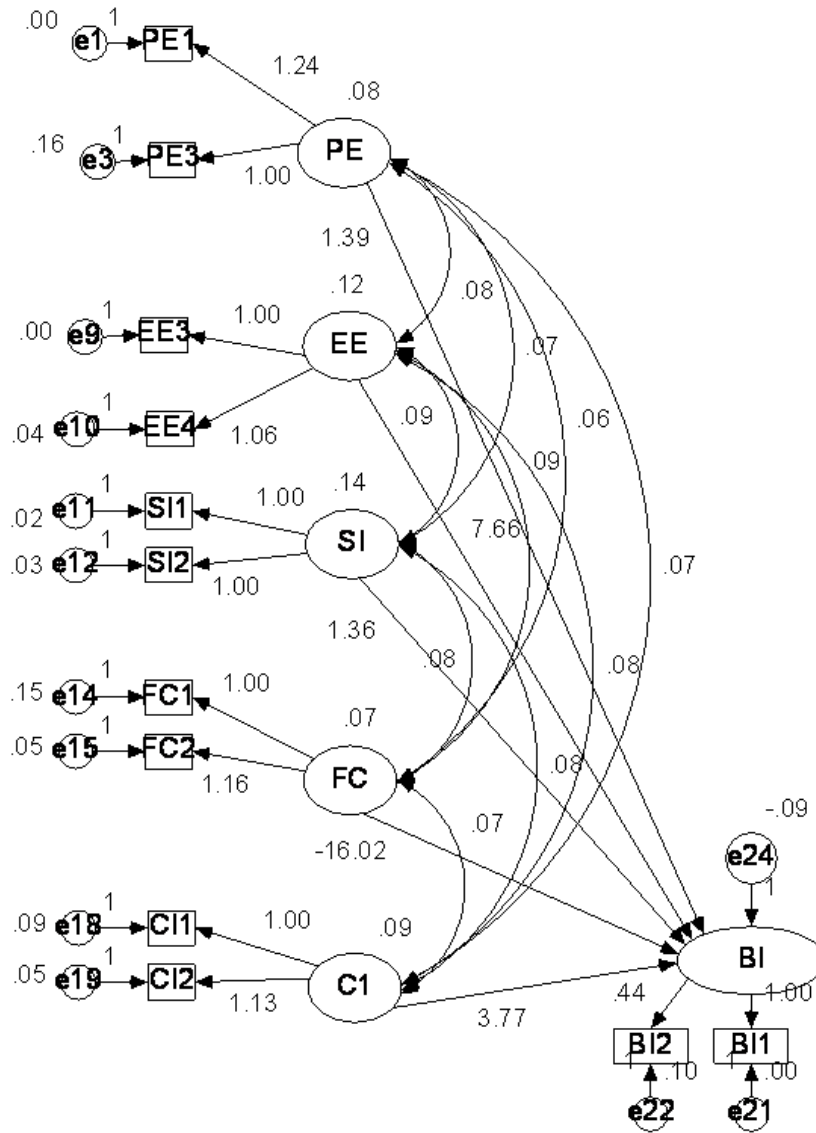 .00 1
e1 PE1
1.24
.08
.16 1
e3 PE3
PE
1.00
1.39
.12
.08
.00 1
e9 EE3
1.00
EE
.07
.06
.04 1
e10 EE4
1.06
.09
.09
1
.02 e11 SI1
1.00
.14
SI
7.66
1
.03 e12 SI2
1.00
.07
1.36
.08
.08
1
.15 e14 FC1
1.00
.07
1
.05 e15 FC2
1.16
FC
.08
.07
-16.02
-.09
e24
1
1
.09 e18 CI1
1.00
.09
1
.05 e19 CI2
1.13
C1
3.77
BI
.44 1.00
BI2 BI1
1 .10 1 .00
e22 e21